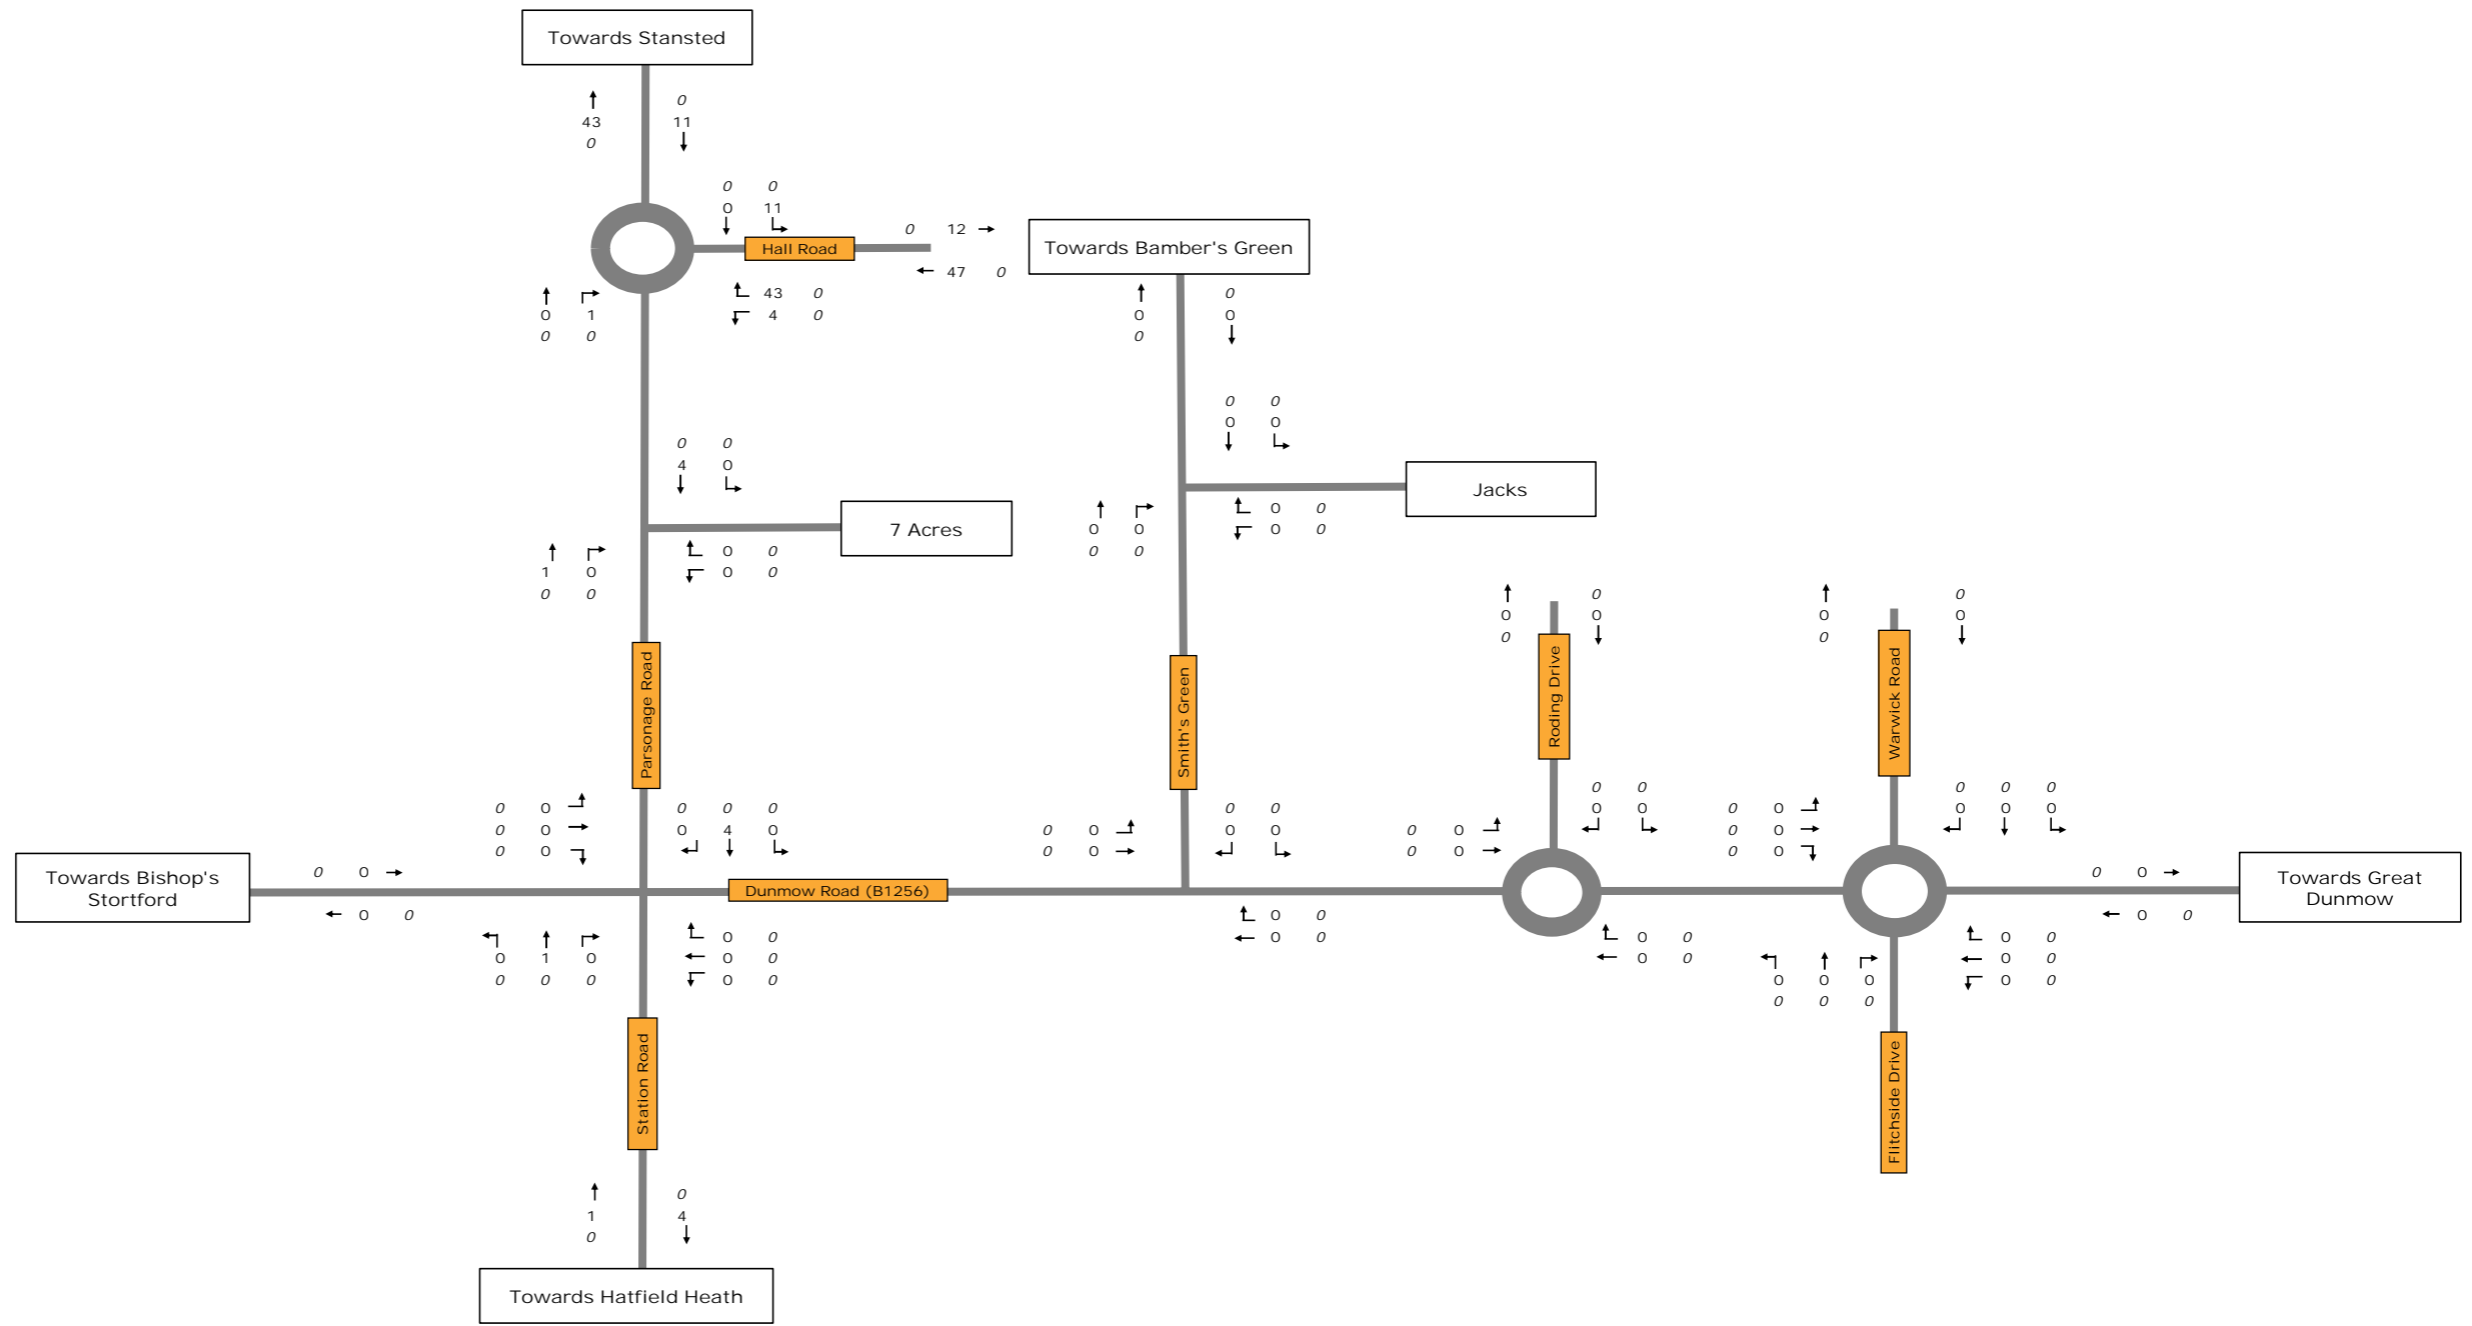 Towards Stansted
0
43 11
0
0 0
0 11
0 12
Hall Road
Towards Bamber's Green
47 0
43 0
0 1 4 0
0 0
0
0 0
0
0 0
0 0
0 0
4 0
Jacks
0 0
0 0 0 0
0 0
7 Acres
0 0
1 0 0 0
0 0
0 0
0 0
0 0
0 0
Parsonage Road
Smith's Green
Roding Drive
Warwick Road
0 0 0 0 0
0 0 0 4 0
0 0
0 0
0 0 0 0
0 0
0 0
0 0
0 0
0 0
0 0
0 0
0 0
0 0 0
0 0 0
Towards Bishop's
Stortford
0 0
0 0
Dunmow Road (B1256)
0 0
0 0
Towards Great
Dunmow
0 0
0 0
0 0
0 1 0 0 0
0 0 0 0 0
0 0
0 0
0 0
0 0
0 0 0 0 0
0 0 0 0 0
Station Road
Flitchside Drive
0
1 4
0
Towards Hatfield Heath